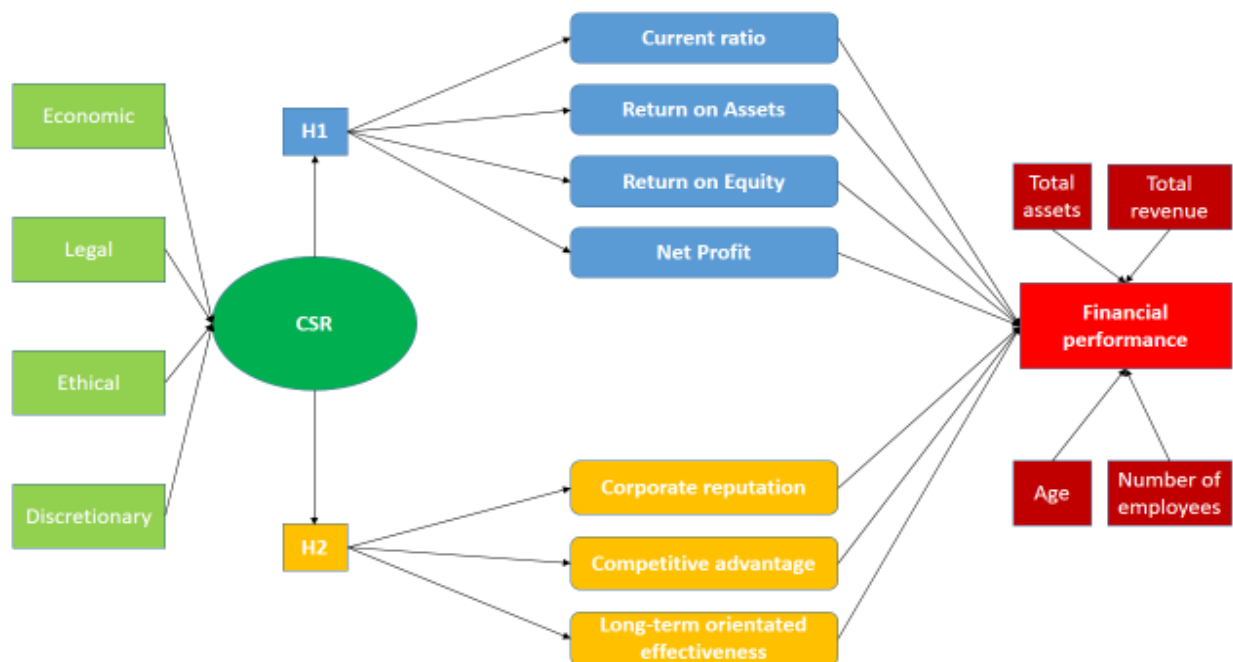 Economic
Legal
Ethical
Discretionary
H1
CSR
H2
Current ratio
Return on Assets
Return on Equity
Net Profit
Corporate reputation
Competitive advantage
Long-term orientated
effectiveness
Total
assets
Total
revenue
Financial
performance
Age
Number of
employees